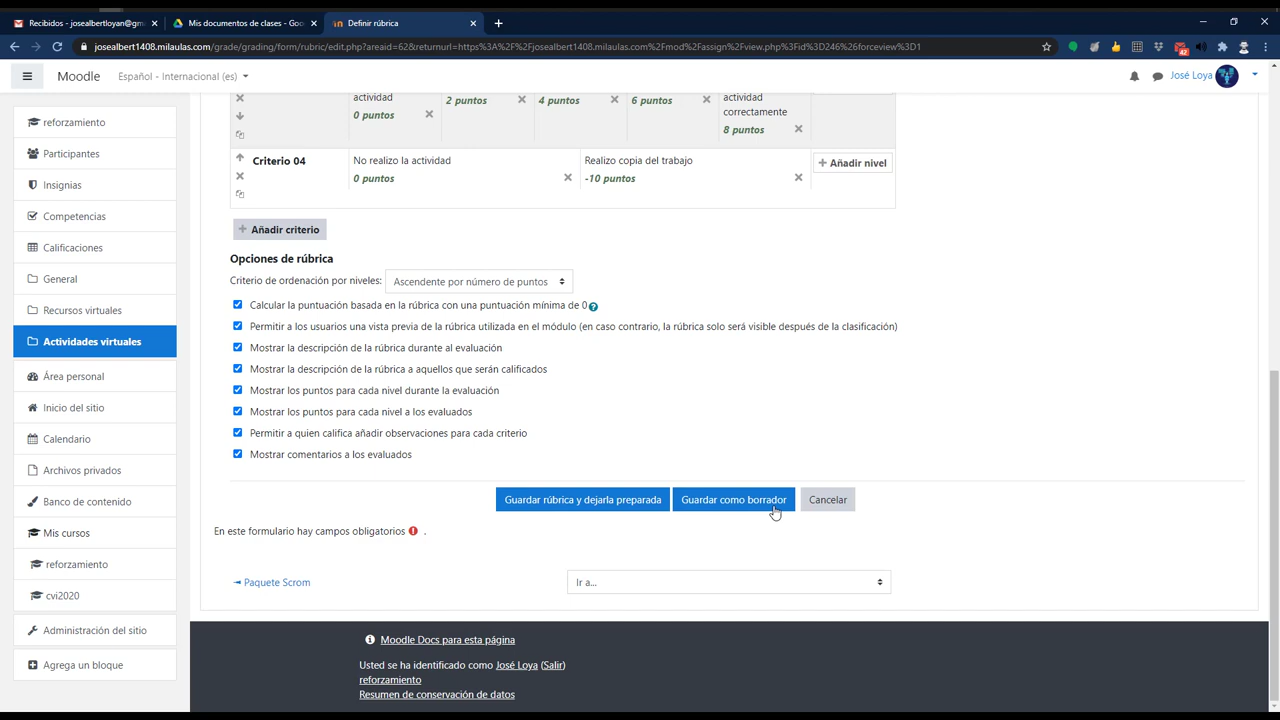 Recibidos - josealbertloyan@gm
Mis documentos de clases - Goo
Definir rúbrica
josealbert1408.milaulas.com/grade/grading/form/rubric/edit.php?areaid=62&returnurl=https%3A%2F%2Fjosealbert1408.milaulas.com%2Fmod%2Fassign%2Fview.php%3Fid%3D246%26forceview%3D1
42
Moodle
Español - Internacional (es)
José Loya
reforzamiento
Participantes
Insignias
Competencias
Calificaciones
General
Recursos virtuales
Actividades virtuales
Área personal
Inicio del sitio
Calendario
Archivos privados
Banco de contenido
Mis cursos
reforzamiento
cvi2020
Administración del sitio
Agrega un bloque
actividad
0 puntos
2 puntos
4 puntos
6 puntos
actividad
correctamente
8 puntos
Criterio 04
No realizo la actividad
0 puntos
Realizo copia del trabajo
-10 puntos
+ Añadir nivel
+ Añadir criterio
Opciones de rúbrica
Criterio de ordenación por niveles: Ascendente por número de puntos
Calcular la puntuación basada en la rúbrica con una puntuación mínima de 0
Permitir a los usuarios una vista previa de la rúbrica utilizada en el módulo (en caso contrario, la rúbrica solo será visible después de la clasificación)
Mostrar la descripción de la rúbrica durante al evaluación
Mostrar la descripción de la rúbrica a aquellos que serán calificados
Mostrar los puntos para cada nivel durante la evaluación
Mostrar los puntos para cada nivel a los evaluados
Permitir a quien califica añadir observaciones para cada criterio
Mostrar comentarios a los evaluados
Guardar rúbrica y dejarla preparada
Guardar como borrador
Cancelar
En este formulario hay campos obligatorios .
Paquete Scrom
Ir a...
Moodle Docs para esta página
Usted se ha identificado como José Loya (Salir)
reforzamiento
Resumen de conservación de datos